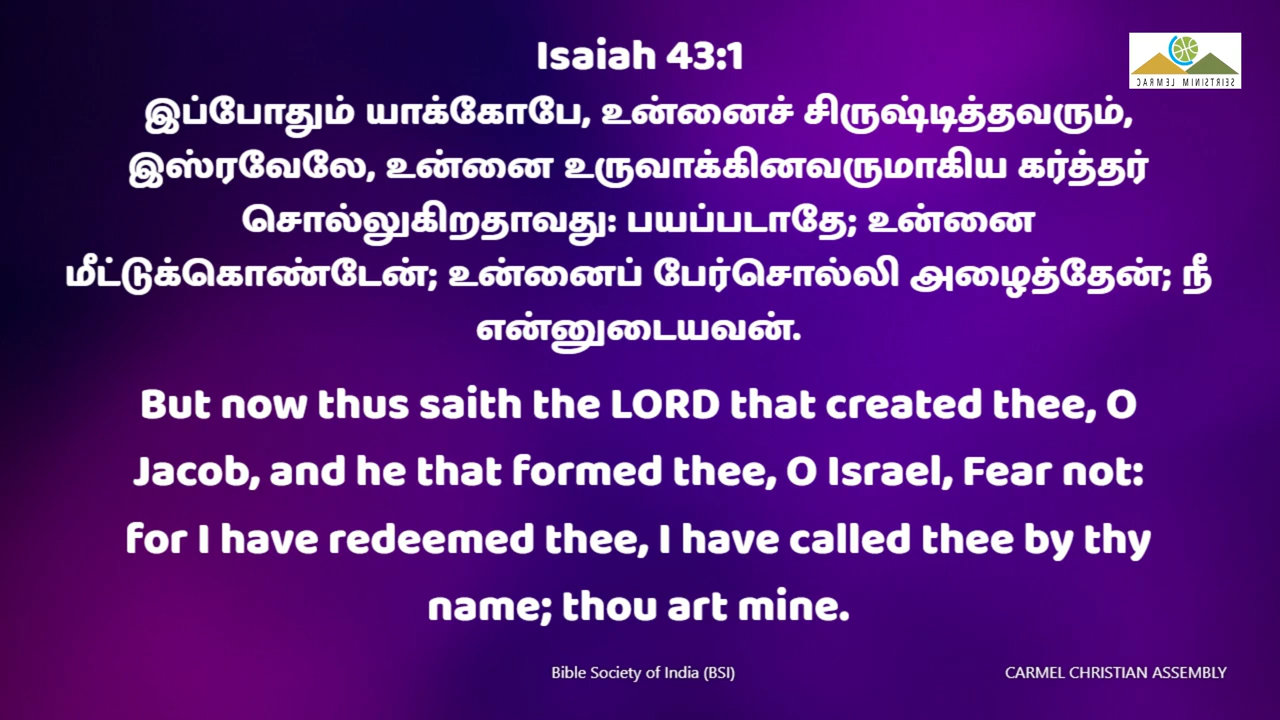 Isaiah 43:1
இப்போதும் யாக்கோபே, உன்னைச் சிருஷ்டித்தவரும்,
இஸ்ரவேலே, உன்னை உருவாக்கினவருமாகிய கர்த்தர்
சொல்லுகிறதாவது: பயப்படாதே; உன்னை
மீட்டுக்கொண்டேன்; உன்னைப் பேர்சொல்லி அழைத்தேன்; நீ
என்னுடையவன்.
But now thus saith the LORD that created thee, O
Jacob, and he that formed thee, O Israel, Fear not:
for I have redeemed thee, I have called thee by thy
name; thou art mine.
CARMEL MINISTRIES
Bible Society of India (BSI)
CARMEL CHRISTIAN ASSEMBLY